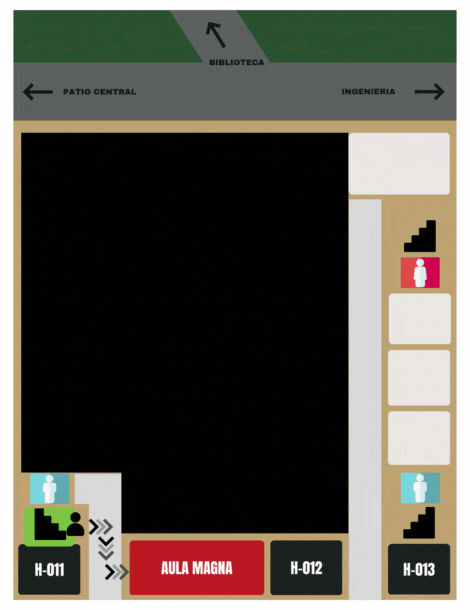 BIBLIOTECA
PATIO CENTRAL
INGENIERIA
H-011
AULA MAGNA
H-012
H-013